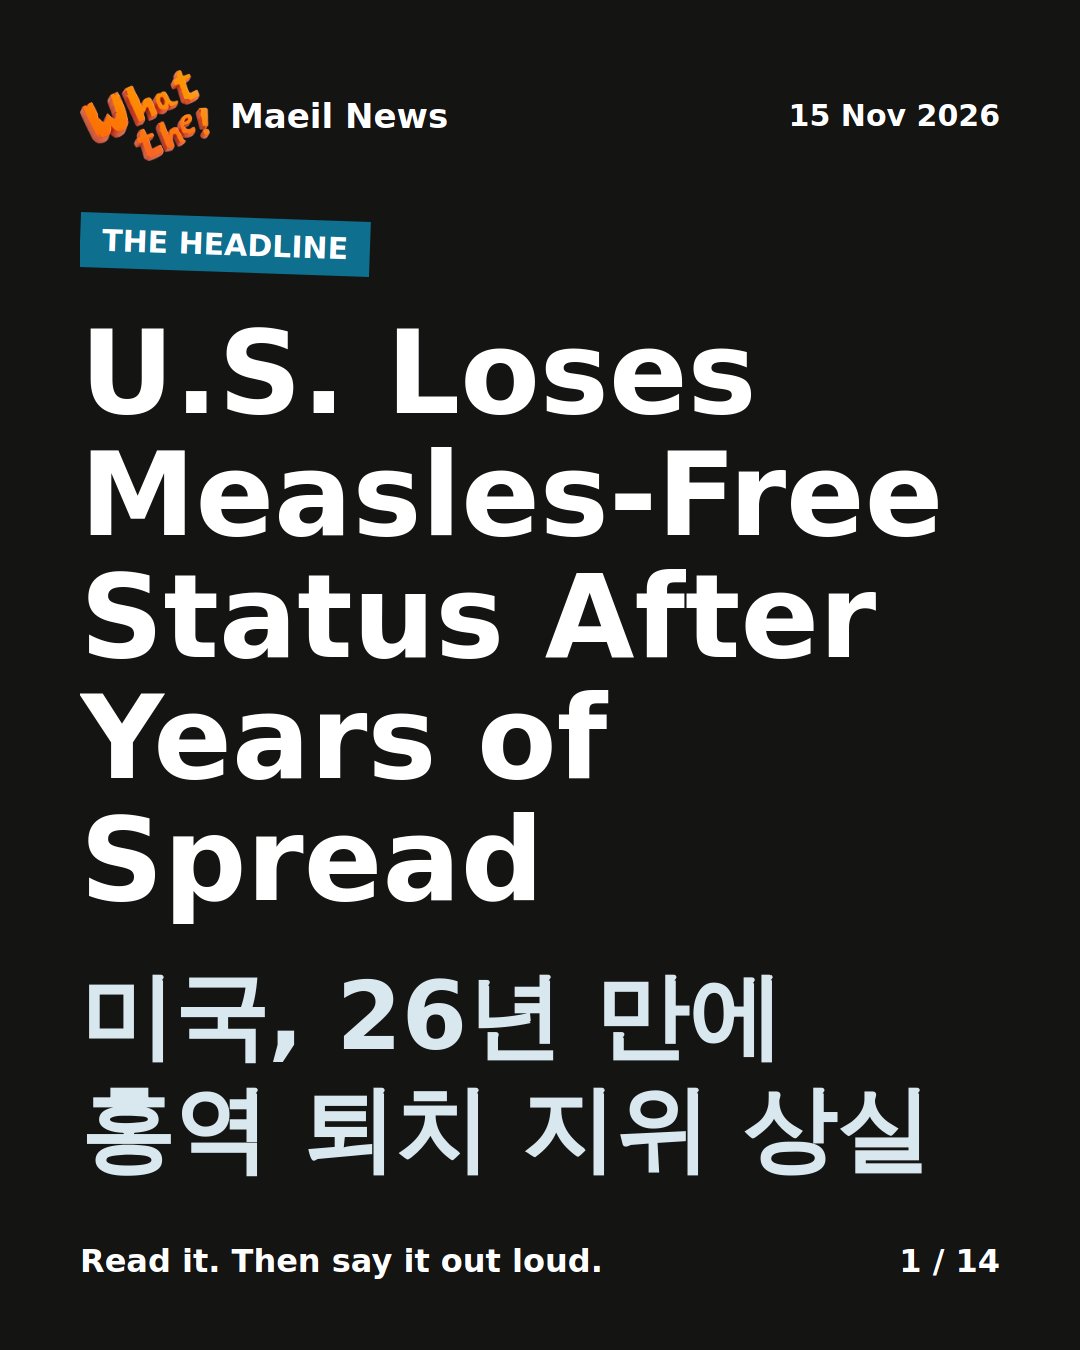 What the!
Maeil News
15 Nov 2026
THE HEADLINE
U.S. Loses
Measles-Free
Status After
Years of
Spread
미국, 26년 만에
홍역 퇴치 지위 상실
Read it. Then say it out loud.
1 / 14